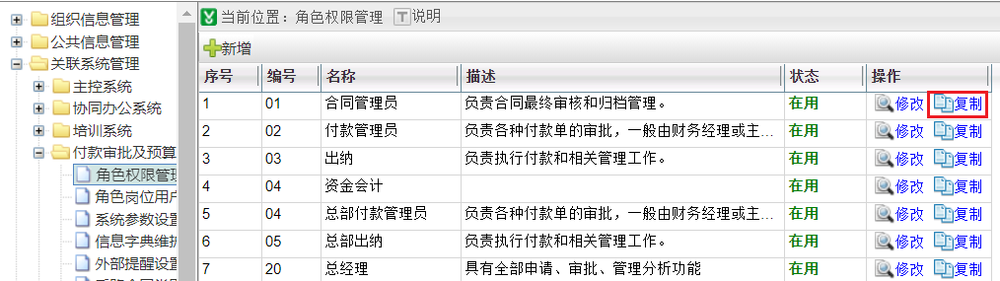 组织信息管理
公共信息管理
关联系统管理
主控系统
协同办公系统
培训系统
付款审批及预算
角色权限管理
角色岗位用户
系统参数设置
信息字典维护
外部提醒设置
当前位置：角色权限管理 T说明
新增
序号 编号 名称 描述 状态 操作
1 01 合同管理员 负责合同最终审核和归档管理。 在用 修改 复制
2 02 付款管理员 负责各种付款单的审批，一般由财务经理或主... 在用 修改 复制
3 03 出纳 负责执行付款和相关管理工作。 在用 修改 复制
4 04 资金会计 在用 修改 复制
5 04 总部付款管理员 负责各种付款单的审批，一般由财务经理或主... 在用 修改 复制
6 05 总部出纳 负责执行付款和相关管理工作。 在用 修改 复制
7 20 总经理 具有全部申请、审批、管理分析功能 在用 修改 复制